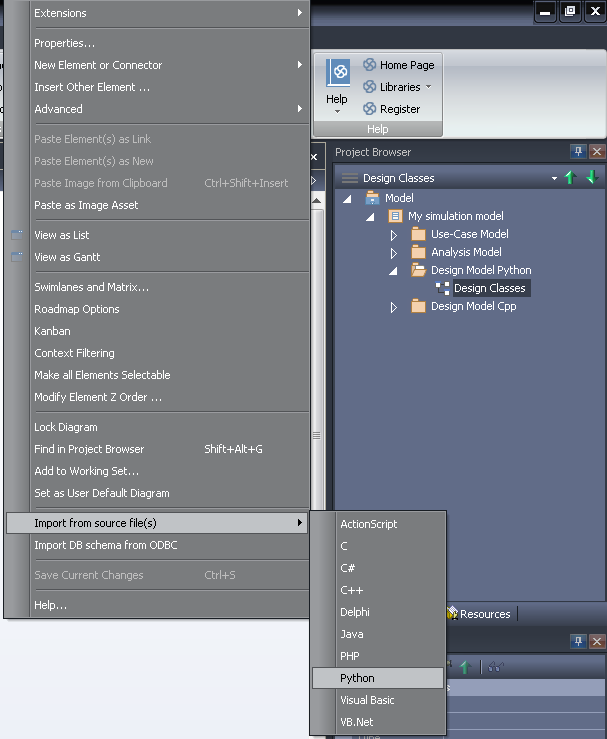 Extensions
Properties...
New Element or Connector
Insert Other Element ...
Advanced
Paste Element(s) as Link
Paste Element(s) as New
Paste Image from Clipboard Ctrl+Shift+Insert
Paste as Image Asset
View as List
View as Gantt
Swimlanes and Matrix...
Roadmap Options
Kanban
Context Filtering
Make all Elements Selectable
Modify Element Z Order ...
Lock Diagram
Find in Project Browser Shift+Alt+G
Add to Working Set...
Set as User Default Diagram
Import from source file(s)
Import DB schema from ODBC
Save Current Changes Ctrl+S
Help...
ActionScript
C
C#
C++
Delphi
Java
PHP
Python
Visual Basic
VB.Net
Help
Home Page
Libraries
Register
Help
Project Browser
Design Classes
Model
My simulation model
Use-Case Model
Analysis Model
Design Model Python
Design Classes
Design Model Cpp
Resources